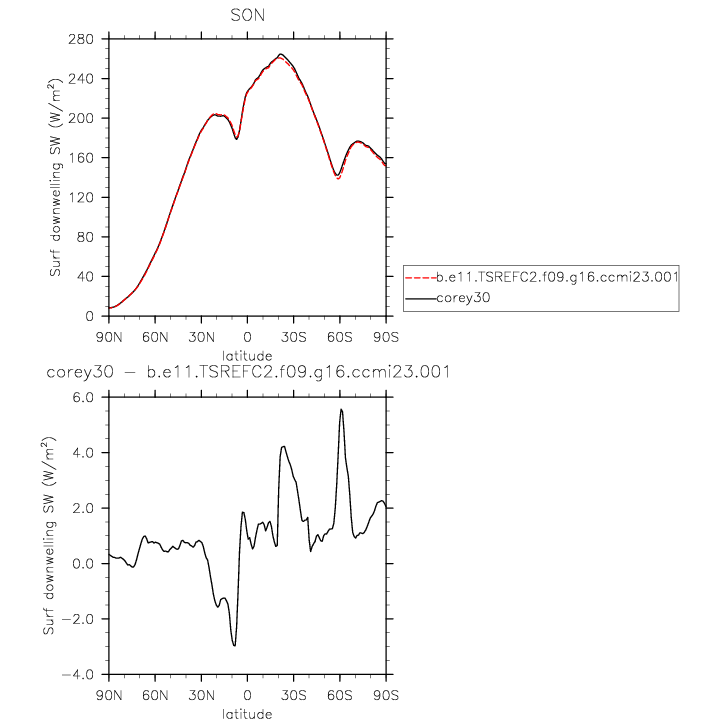 SON
Surf downwelling SW (W/m²)
280
240
200
160
120
80
40
0
90N 60N 30N 0 30S 60S 90S
latitude
b.e11.TSREFC2.f09.g16.ccmi23.001
corey30
corey30 − b.e11.TSREFC2.f09.g16.ccmi23.001
Surf downwelling SW (W/m²)
6.0
4.0
2.0
0.0
−2.0
−4.0
90N 60N 30N 0 30S 60S 90S
latitude